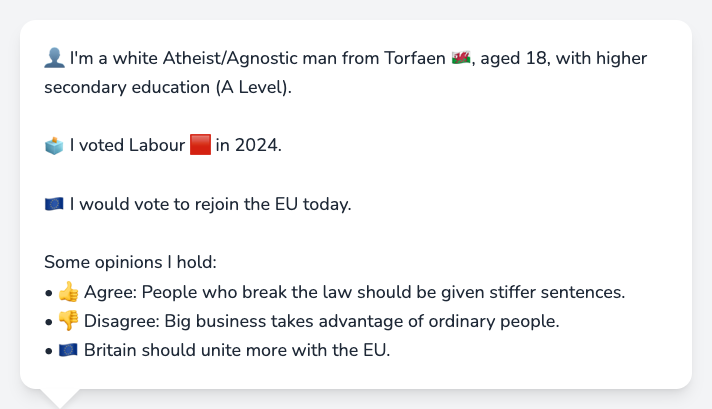 👤 I'm a white Atheist/Agnostic man from Torfaen 🏴󠁧󠁢󠁷󠁬󠁳󠁿, aged 18, with higher
secondary education (A Level).
🗳️ I voted Labour 🟥 in 2024.
🇪🇺 I would vote to rejoin the EU today.
Some opinions I hold:
• 👍 Agree: People who break the law should be given stiffer sentences.
• 👎 Disagree: Big business takes advantage of ordinary people.
• 🇪🇺 Britain should unite more with the EU.